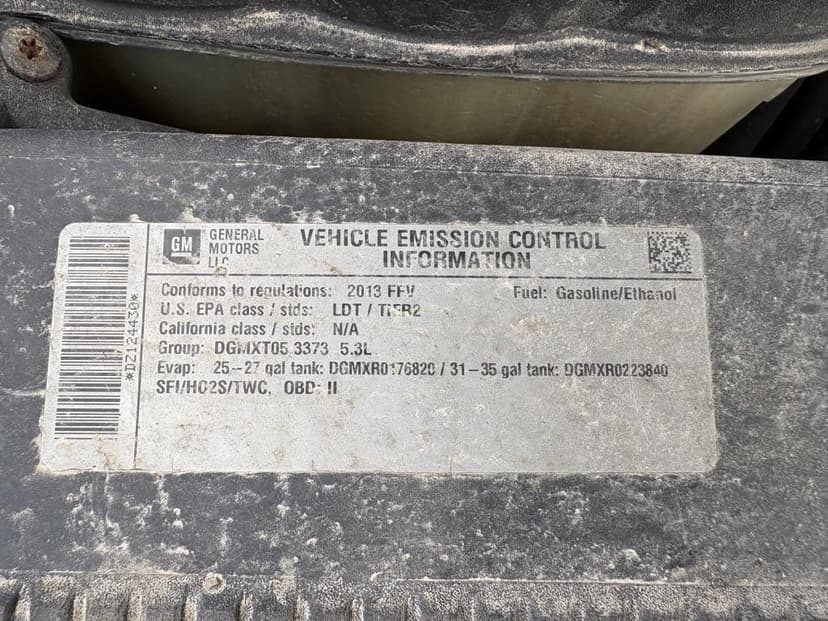 GM GENERAL MOTORS LLC
VEHICLE EMISSION CONTROL INFORMATION
Conforms to regulations: 2013 FFV Fuel: Gasoline/Ethanol
U.S. EPA class / stds: LDT / TIER2
California class / stds: N/A
Group: DGMXT05.3373 5.3L
Evap: 25-27 gal tank: DGMXR0176820 / 31-35 gal tank: DGMXR0223840
SFI/HO2S/TWC, OBD: II
*DZ124430*